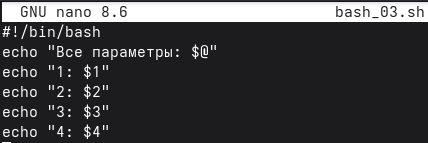 GNU nano 8.6 bash_03.sh
#!/bin/bash
echo "Все параметры: $@"
echo "1: $1"
echo "2: $2"
echo "3: $3"
echo "4: $4"